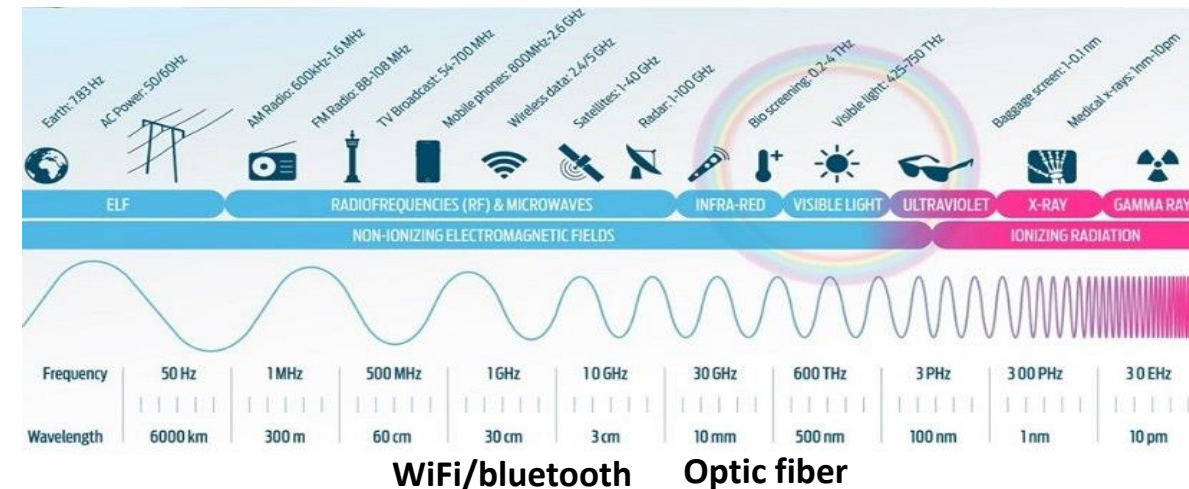 Earth: 7.83 Hz
AC Power: 50/60Hz
AM Radio: 600kHz-1.6 MHz
FM Radio: 88-108 MHz
TV Broadcast: 54-700 MHz
Mobile phones: 800MHz-2.6 GHz
Wireless data: 2.4/5 GHz
Satellites: 1-40 GHz
Radar: 1-100 GHz
Bio screening: 0.2-4 THz
Visible light: 425-750 THz
Baggage screen: 1-0.1nm
Medical x-rays: 1nm-10pm
ELF RADIOFREQUENCIES (RF) & MICROWAVES INFRA-RED VISIBLE LIGHT ULTRAVIOLET X-RAY GAMMA RAY
NON-IONIZING ELECTROMAGNETIC FIELDS IONIZING RADIATION
Frequency 50 Hz 1 MHz 500 MHz 1 GHz 10 GHz 30 GHz 600 THz 3 PHz 300 PHz 30 EHz
Wavelength 6000 km 300 m 60 cm 30 cm 3 cm 10 mm 500 nm 100 nm 1 nm 10 pm
WiFi/bluetooth Optic fiber